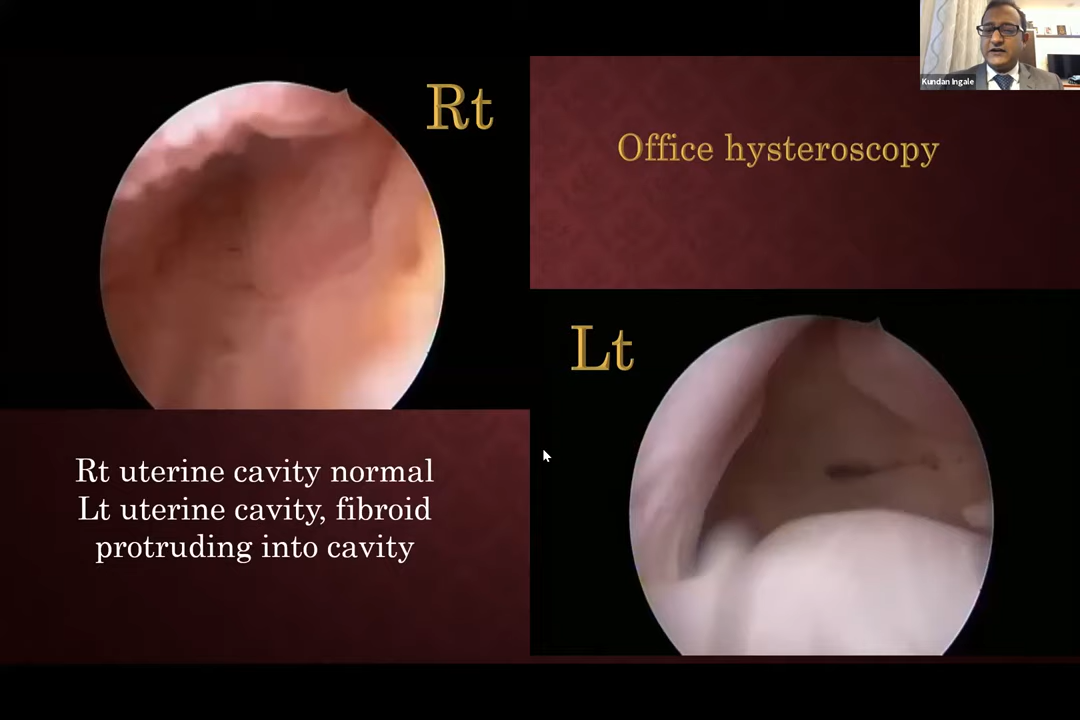 Kundan Ingale
Rt
Office hysteroscopy
Lt
Rt uterine cavity normal
Lt uterine cavity, fibroid
protruding into cavity